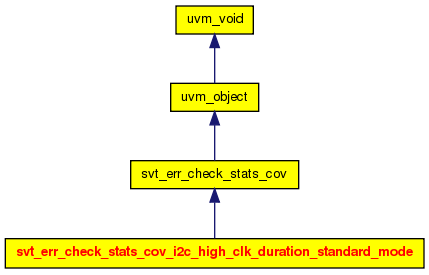 uvm_void
uvm_object
svt_err_check_stats_cov
svt_err_check_stats_cov_i2c_high_clk_duration_standard_mode